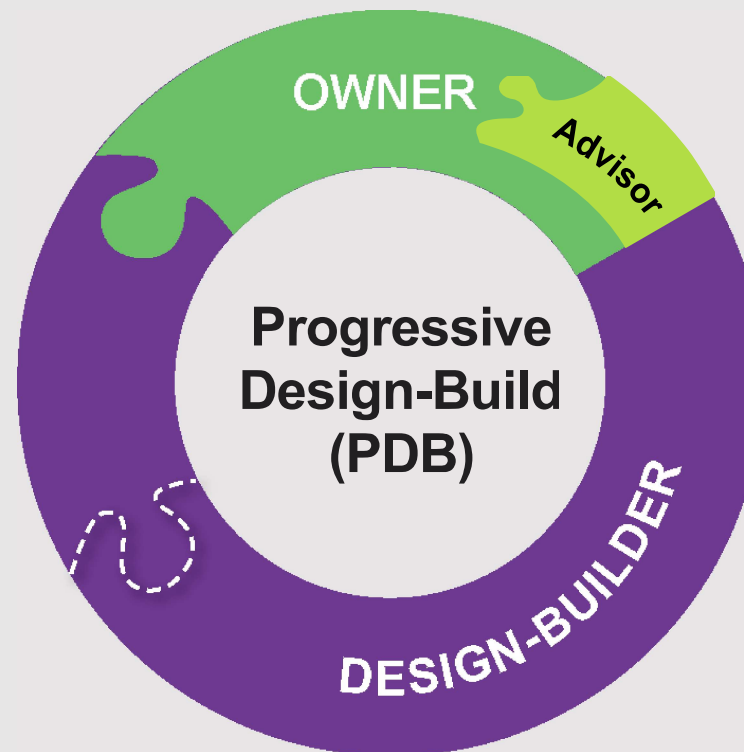 OWNER
Advisor
Progressive
Design-Build
(PDB)
DESIGN-BUILDER